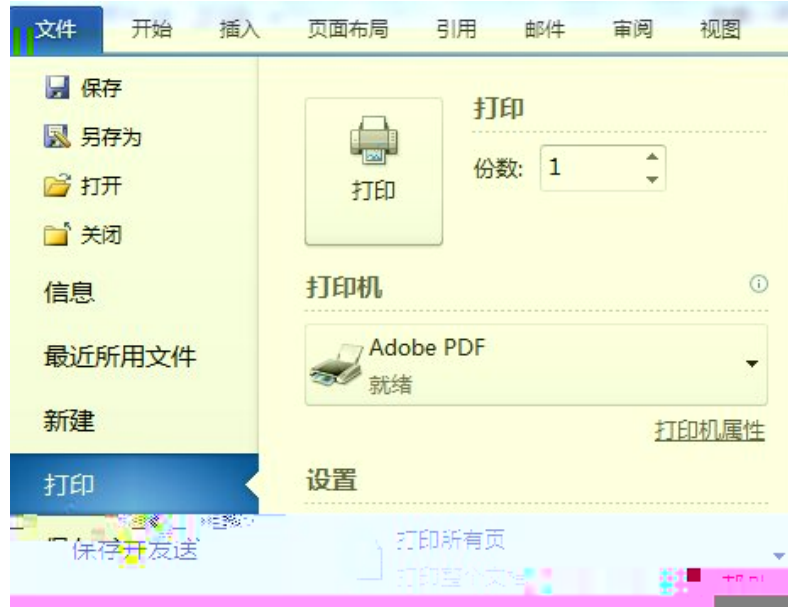 文件 开始 插入 页面布局 引用 邮件 审阅 视图
保存
另存为
打开
关闭
信息
最近所用文件
新建
打印
保存并发送
打印
打印
份数: 1
打印机
Adobe PDF
就绪
打印机属性
设置
打印所有页